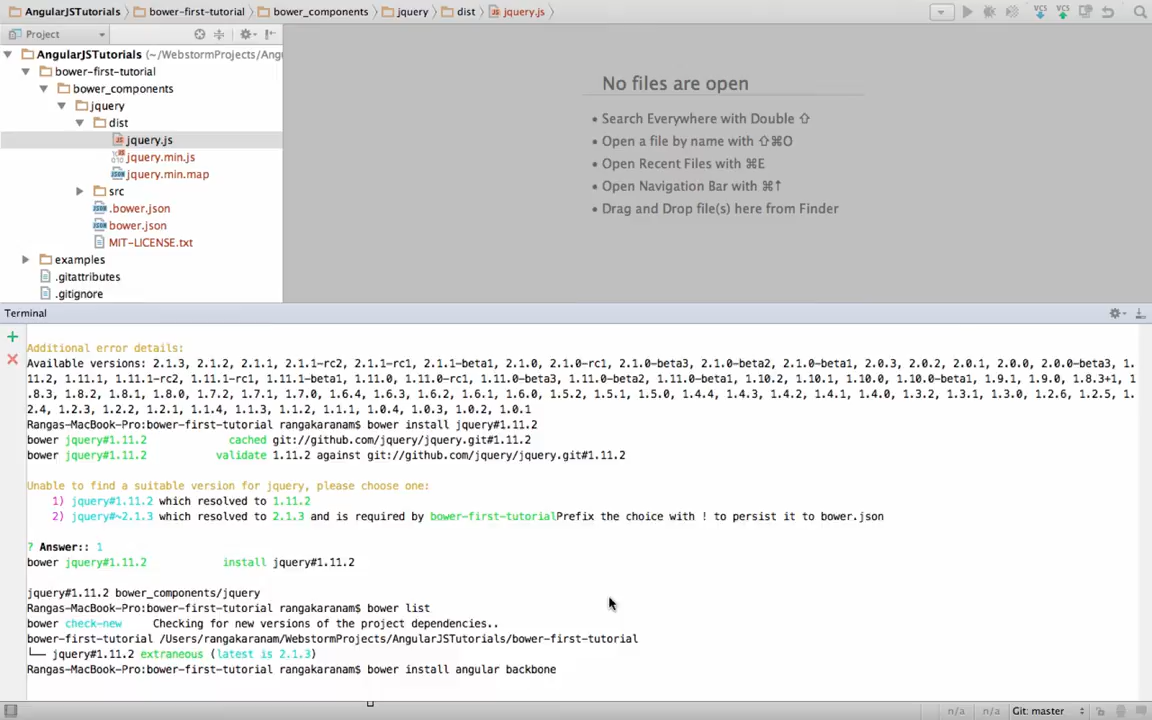 AngularJSTutorials bower-first-tutorial bower_components jquery dist jquery.js
Project
AngularJSTutorials (~/WebstormProjects/Ang
bower-first-tutorial
bower_components
jquery
dist
jquery.js
jquery.min.js
jquery.min.map
src
.bower.json
bower.json
MIT-LICENSE.txt
examples
.gitattributes
.gitignore
No files are open
• Search Everywhere with Double ⇧
• Open a file by name with ⇧⌘O
• Open Recent Files with ⌘E
• Open Navigation Bar with ⌘↑
• Drag and Drop file(s) here from Finder
VCS VCS
Terminal
Additional error details:
Available versions: 2.1.3, 2.1.2, 2.1.1, 2.1.1-rc2, 2.1.1-rc1, 2.1.1-beta1, 2.1.0, 2.1.0-rc1, 2.1.0-beta3, 2.1.0-beta2, 2.1.0-beta1, 2.0.3, 2.0.2, 2.0.1, 2.0.0, 2.0.0-beta3, 1.
11.2, 1.11.1, 1.11.1-rc2, 1.11.1-rc1, 1.11.1-beta1, 1.11.0, 1.11.0-rc1, 1.11.0-beta3, 1.11.0-beta2, 1.11.0-beta1, 1.10.2, 1.10.1, 1.10.0, 1.10.0-beta1, 1.9.1, 1.9.0, 1.8.3+1, 1
.8.3, 1.8.2, 1.8.1, 1.8.0, 1.7.2, 1.7.1, 1.7.0, 1.6.4, 1.6.3, 1.6.2, 1.6.1, 1.6.0, 1.5.2, 1.5.1, 1.5.0, 1.4.4, 1.4.3, 1.4.2, 1.4.1, 1.4.0, 1.3.2, 1.3.1, 1.3.0, 1.2.6, 1.2.5, 1.
2.4, 1.2.3, 1.2.2, 1.2.1, 1.1.4, 1.1.3, 1.1.2, 1.1.1, 1.0.4, 1.0.3, 1.0.2, 1.0.1
Rangas-MacBook-Pro:bower-first-tutorial rangakaranam$ bower install jquery#1.11.2
bower jquery#1.11.2 cached git://github.com/jquery/jquery.git#1.11.2
bower jquery#1.11.2 validate 1.11.2 against git://github.com/jquery/jquery.git#1.11.2
Unable to find a suitable version for jquery, please choose one:
1) jquery#1.11.2 which resolved to 1.11.2
2) jquery#~2.1.3 which resolved to 2.1.3 and is required by bower-first-tutorialPrefix the choice with ! to persist it to bower.json
? Answer:: 1
bower jquery#1.11.2 install jquery#1.11.2
jquery#1.11.2 bower_components/jquery
Rangas-MacBook-Pro:bower-first-tutorial rangakaranam$ bower list
bower check-new Checking for new versions of the project dependencies..
bower-first-tutorial /Users/rangakaranam/WebstormProjects/AngularJSTutorials/bower-first-tutorial
└── jquery#1.11.2 extraneous (latest is 2.1.3)
Rangas-MacBook-Pro:bower-first-tutorial rangakaranam$ bower install angular backbone
n/a n/a Git: master